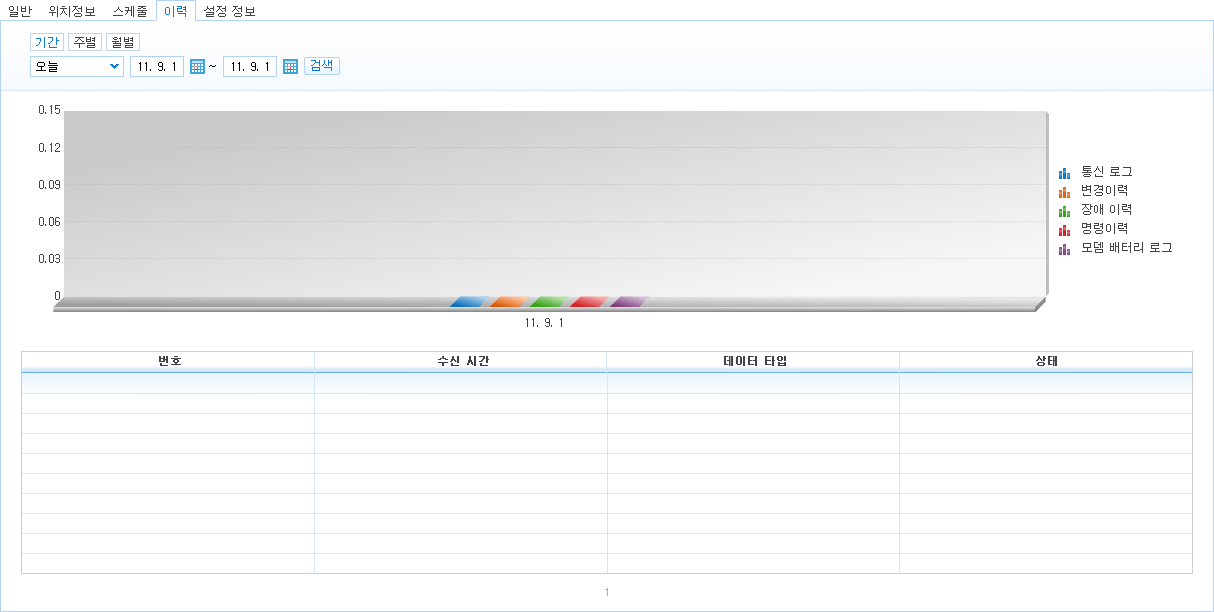 일반 위치정보 스케줄 이력 설정 정보
기간 주별 월별
오늘 11. 9. 1 ~ 11. 9. 1 검색
0.15
0.12
0.09
0.06
0.03
0
11. 9. 1
통신 로그
변경이력
장애 이력
명령이력
모뎀 배터리 로그
번호 수신 시간 데이터 타입 상태
1